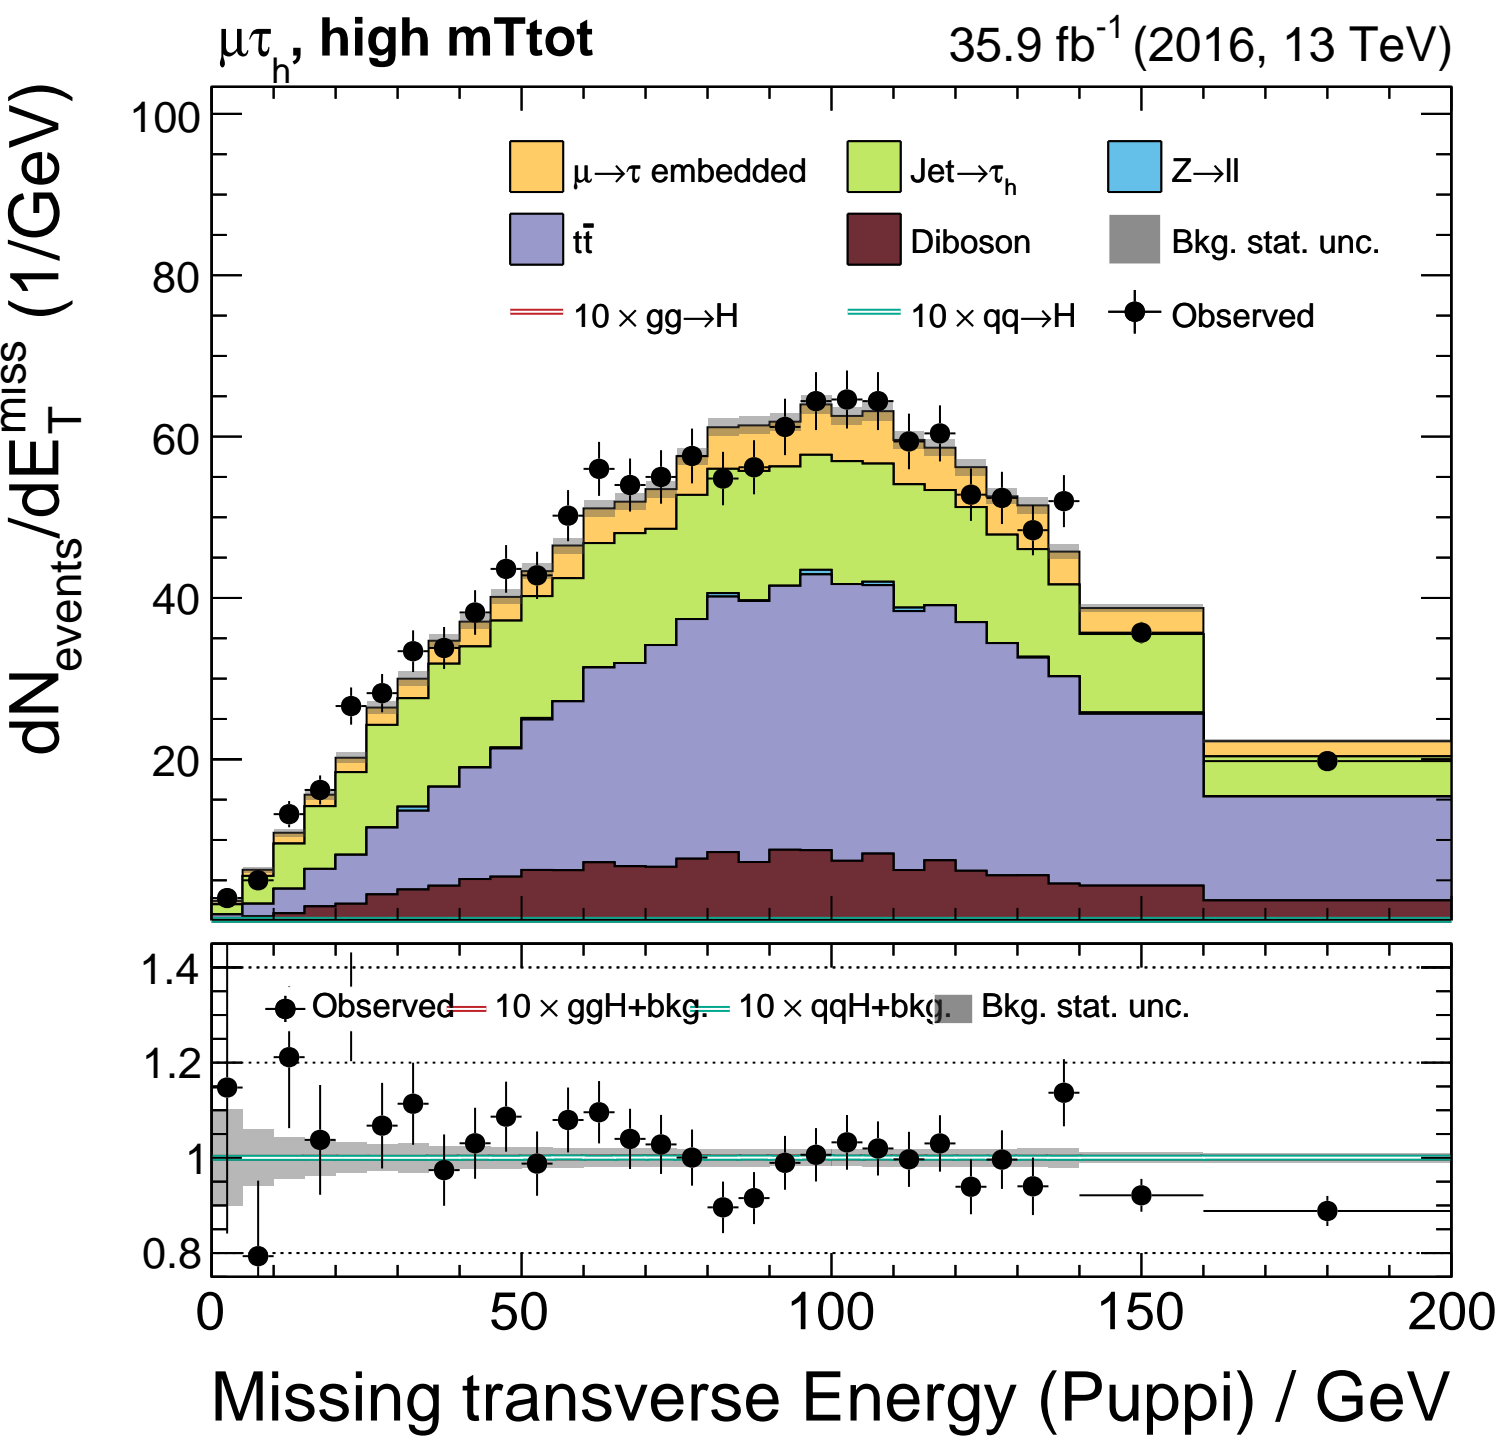 μτh, high mTtot
35.9 fb-1 (2016, 13 TeV)
dNevents/dETmiss (1/GeV)
100
80
60
40
20
μ→τ embedded
Jet→τh
Z→ll
tt̄
Diboson
Bkg. stat. unc.
10 × gg→H
10 × qq→H
Observed
1.4
1.2
1
0.8
Observed
10 × ggH+bkg.
10 × qqH+bkg.
Bkg. stat. unc.
0
50
100
150
200
Missing transverse Energy (Puppi) / GeV